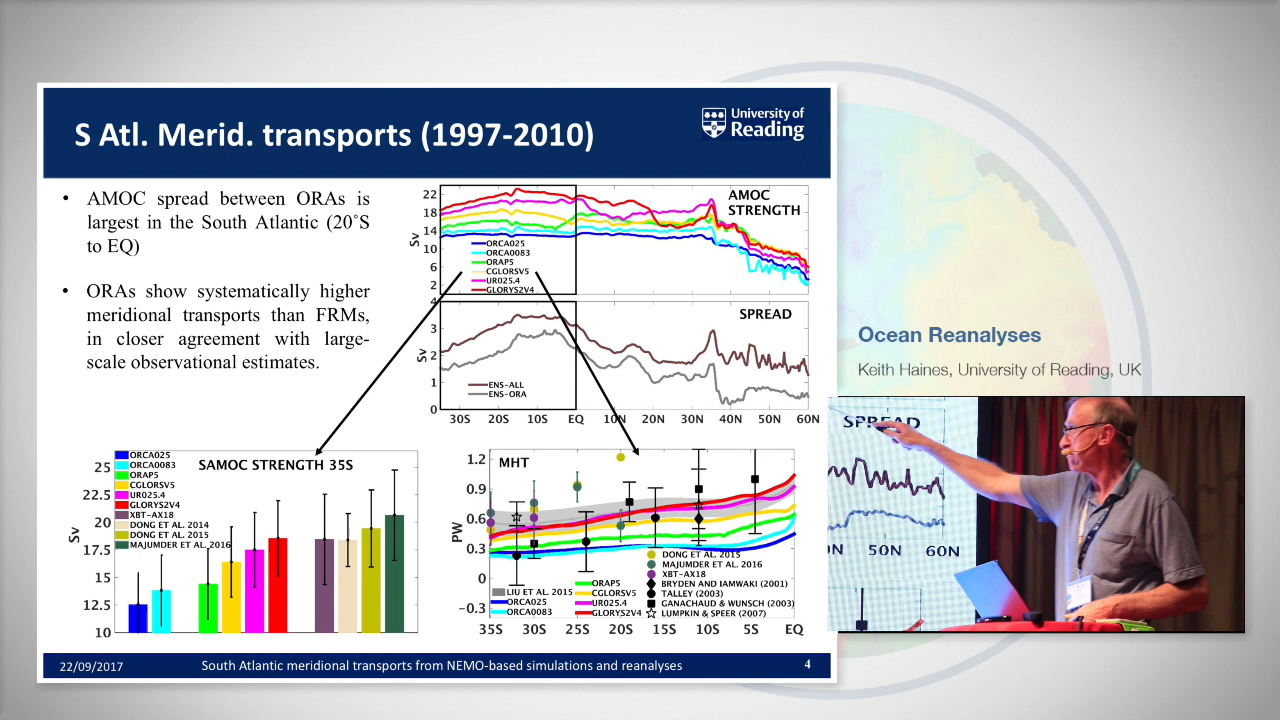 S Atl. Merid. transports (1997-2010)
University of
Reading
• AMOC spread between ORAs is
largest in the South Atlantic (20°S
to EQ)
• ORAs show systematically higher
meridional transports than FRMs,
in closer agreement with large-
scale observational estimates.
AMOC
STRENGTH
Sv
22
18
14
10
6
2
ORCA025
ORCA0083
ORAP5
CGLORSV5
UR025.4
GLORYS2V4
SPREAD
Sv
4
3
2
1
0
ENS-ALL
ENS-ORA
30S 20S 10S EQ 10N 20N 30N 40N 50N 60N
SAMOC STRENGTH 35S
ORCA025
ORCA0083
ORAP5
CGLORSV5
UR025.4
GLORYS2V4
XBT-AX18
DONG ET AL. 2014
DONG ET AL. 2015
MAJUMDER ET AL. 2016
Sv
25
22.5
20
17.5
15
12.5
10
MHT
PW
1.2
0.9
0.6
0.3
0
-0.3
DONG ET AL. 2015
MAJUMDER ET AL. 2016
XBT-AX18
BRYDEN AND IAMWAKI (2001)
TALLEY (2003)
GANACHAUD & WUNSCH (2003)
LUMPKIN & SPEER (2007)
LIU ET AL. 2015
ORCA025
ORCA0083
ORAP5
CGLORSV5
UR025.4
GLORYS2V4
35S 30S 25S 20S 15S 10S 5S EQ
22/09/2017 South Atlantic meridional transports from NEMO-based simulations and reanalyses 4
Ocean Reanalyses
Keith Haines, University of Reading, UK
SPREAD
50N 60N